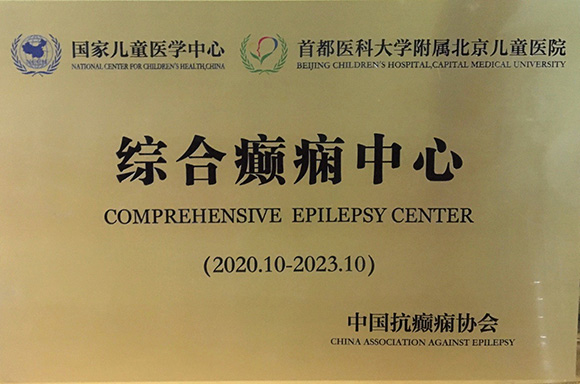 国家儿童医学中心
NATIONAL CENTER FOR CHILDREN'S HEALTH,CHINA
首都医科大学附属北京儿童医院
BEIJING CHILDREN'S HOSPITAL,CAPITAL MEDICAL UNIVERSITY
综合癫痫中心
COMPREHENSIVE EPILEPSY CENTER
(2020.10-2023.10)
中国抗癫痫协会
CHINA ASSOCIATION AGAINST EPILEPSY